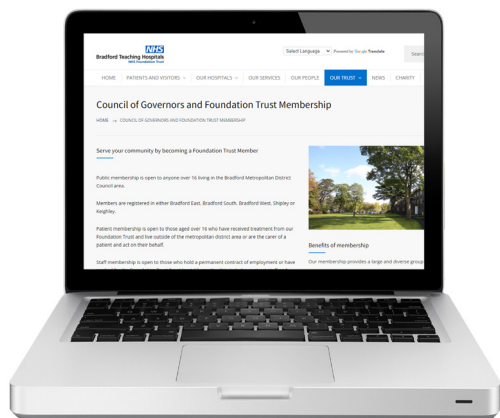 NHS
Bradford Teaching Hospitals
NHS Foundation Trust
Select Language
Powered by Google Translate
Search
HOME PATIENTS AND VISITORS OUR HOSPITALS OUR SERVICES OUR PEOPLE OUR TRUST NEWS CHARITY
Council of Governors and Foundation Trust Membership
HOME → COUNCIL OF GOVERNORS AND FOUNDATION TRUST MEMBERSHIP
Serve your community by becoming a Foundation Trust Member
Public membership is open to anyone over 16 living in the Bradford Metropolitan District
Council area.
Members are registered in either Bradford East, Bradford South, Bradford West, Shipley or
Keighley.
Patient membership is open to those aged over 16 who have received treatment from our
Foundation Trust and live outside of the metropolitan district area or are the carer of a
patient and act on their behalf.
Staff membership is open to those who hold a permanent contract of employment or have
Benefits of membership
Our membership provides a large and diverse group